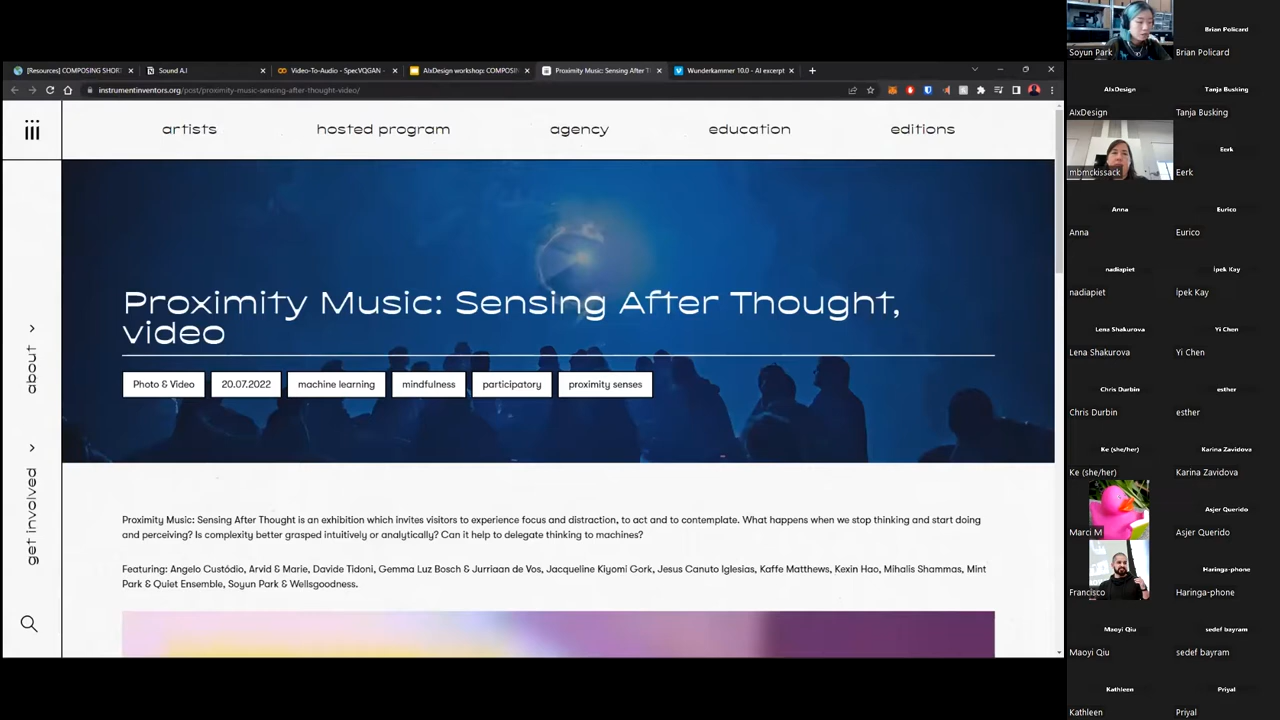 [Resources] COMPOSING SHOR
Sound A.I
Video-To-Audio - SpecVQGAN -
AIxDesign workshop: COMPOSIN
Proximity Music: Sensing After T
Wunderkammer 10.0 - AI excerpt
instrumentinventors.org/post/proximity-music-sensing-after-thought-video/
iii
artists
hosted program
agency
education
editions
about
get involved
Proximity Music: Sensing After Thought,
video
Photo & Video
20.07.2022
machine learning
mindfulness
participatory
proximity senses
Proximity Music: Sensing After Thought is an exhibition which invites visitors to experience focus and distraction, to act and to contemplate. What happens when we stop thinking and start doing
and perceiving? Is complexity better grasped intuitively or analytically? Can it help to delegate thinking to machines?
Featuring: Angelo Custódio, Arvid & Marie, Davide Tidoni, Gemma Luz Bosch & Jurriaan de Vos, Jacqueline Kiyomi Gork, Jesus Canuto Iglesias, Kaffe Matthews, Kexin Hao, Mihalis Shammas, Mint
Park & Quiet Ensemble, Soyun Park & Wellsgoodness.
Soyun Park
Brian Policard
Brian Policard
AIxDesign
AIxDesign
Tanja Busking
Tanja Busking
mbmckissack
Eerk
Eerk
Anna
Anna
Eurico
Eurico
nadiapiet
nadiapiet
İpek Kay
İpek Kay
Lena Shakurova
Lena Shakurova
Yi Chen
Yi Chen
Chris Durbin
Chris Durbin
esther
esther
Ke (she/her)
Ke (she/her)
Karina Zavidova
Karina Zavidova
Marci M
Asjer Querido
Asjer Querido
Francisco
Haringa-phone
Haringa-phone
Maoyi Qiu
Maoyi Qiu
sedef bayram
sedef bayram
Kathleen
Kathleen
Priyal
Priyal